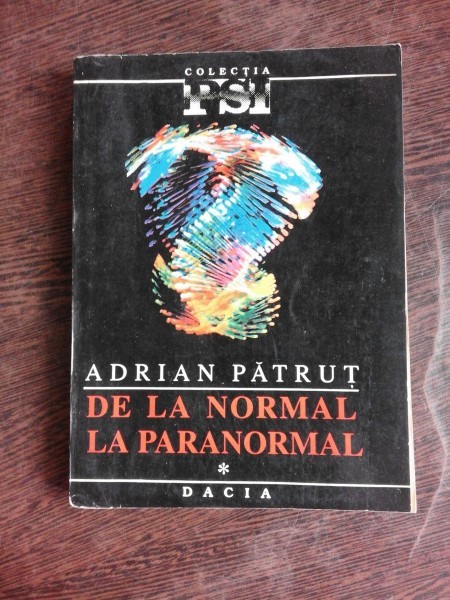 COLECȚIA
PSI
ADRIAN PĂTRUȚ
DE LA NORMAL
LA PARANORMAL
*
DACIA